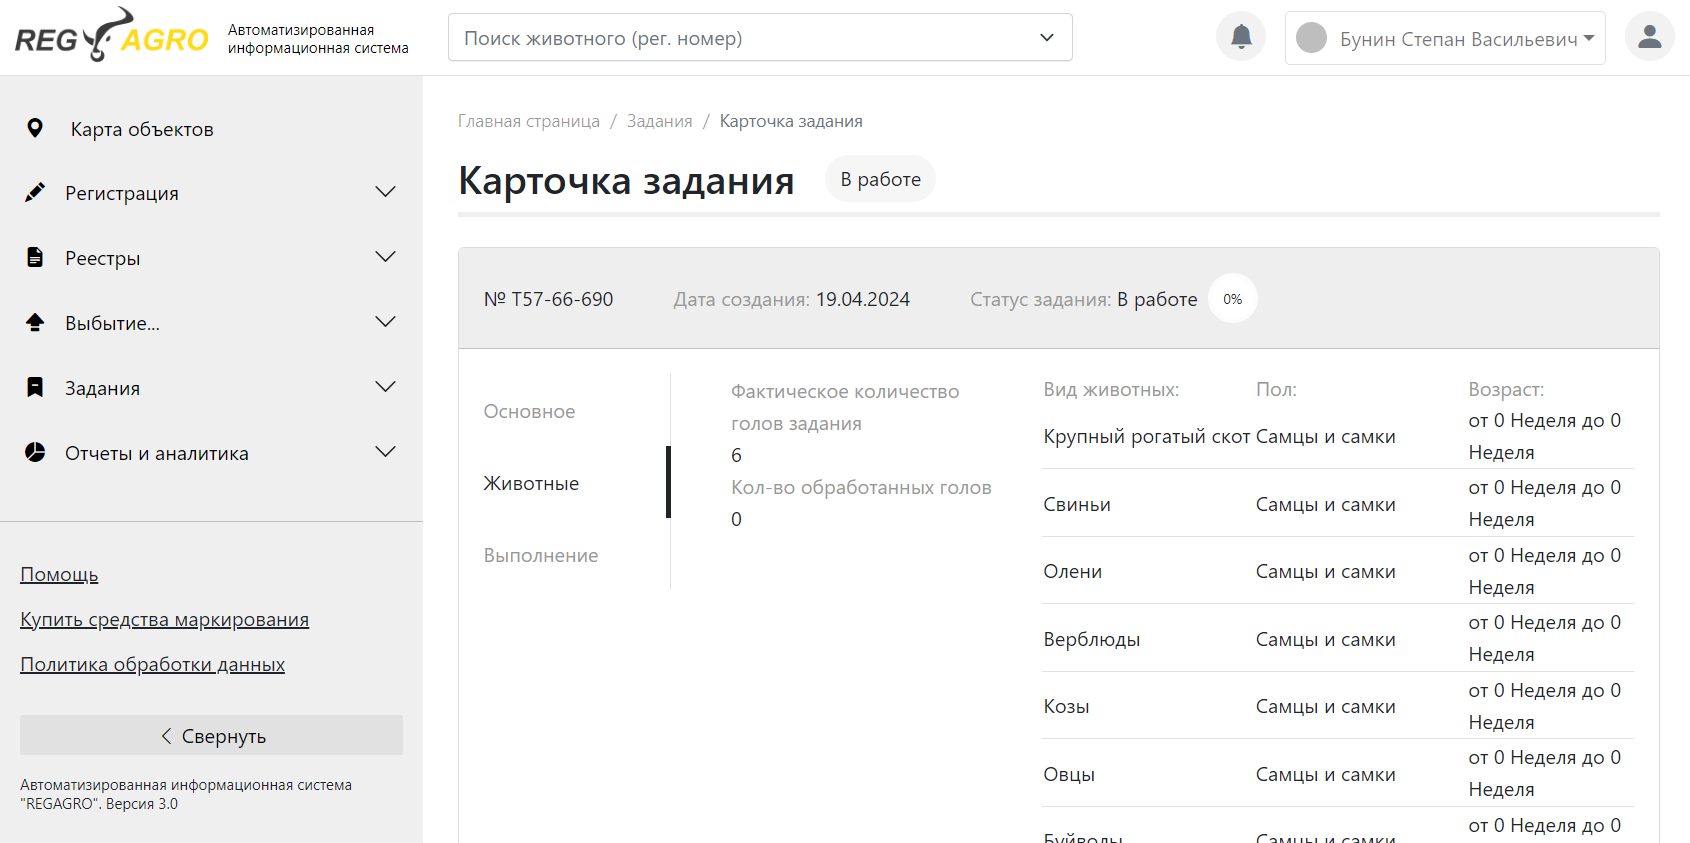 REG AGRO
Автоматизированная
информационная система
Поиск животного (рег. номер)
Бунин Степан Васильевич
Карта объектов
Регистрация
Реестры
Выбытие...
Задания
Отчеты и аналитика
Помощь
Купить средства маркирования
Политика обработки данных
Свернуть
Автоматизированная информационная система
"REGAGRO". Версия 3.0
Главная страница / Задания / Карточка задания
Карточка задания
В работе
№ Т57-66-690
Дата создания: 19.04.2024
Статус задания: В работе
0%
Основное
Животные
Выполнение
Фактическое количество
голов задания
6
Кол-во обработанных голов
0
Вид животных: Пол: Возраст:
Крупный рогатый скот Самцы и самки от 0 Неделя до 0
Неделя
Свиньи Самцы и самки от 0 Неделя до 0
Неделя
Олени Самцы и самки от 0 Неделя до 0
Неделя
Верблюды Самцы и самки от 0 Неделя до 0
Неделя
Козы Самцы и самки от 0 Неделя до 0
Неделя
Овцы Самцы и самки от 0 Неделя до 0
Неделя
Буйволы Самцы и самки от 0 Неделя до 0